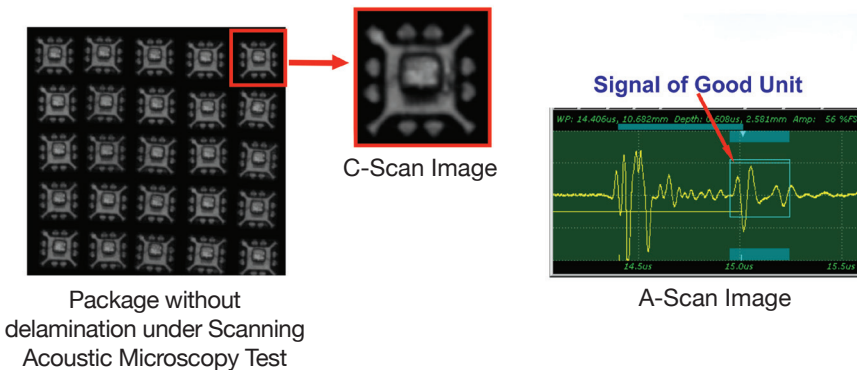 Signal of Good Unit
WP: 14.406us, 10.682mm Depth: 0.608us, 2.581mm Amp: 56 %FS
C-Scan Image
14.5us 15.0us 15.5us
A-Scan Image
Package without
delamination under Scanning
Acoustic Microscopy Test